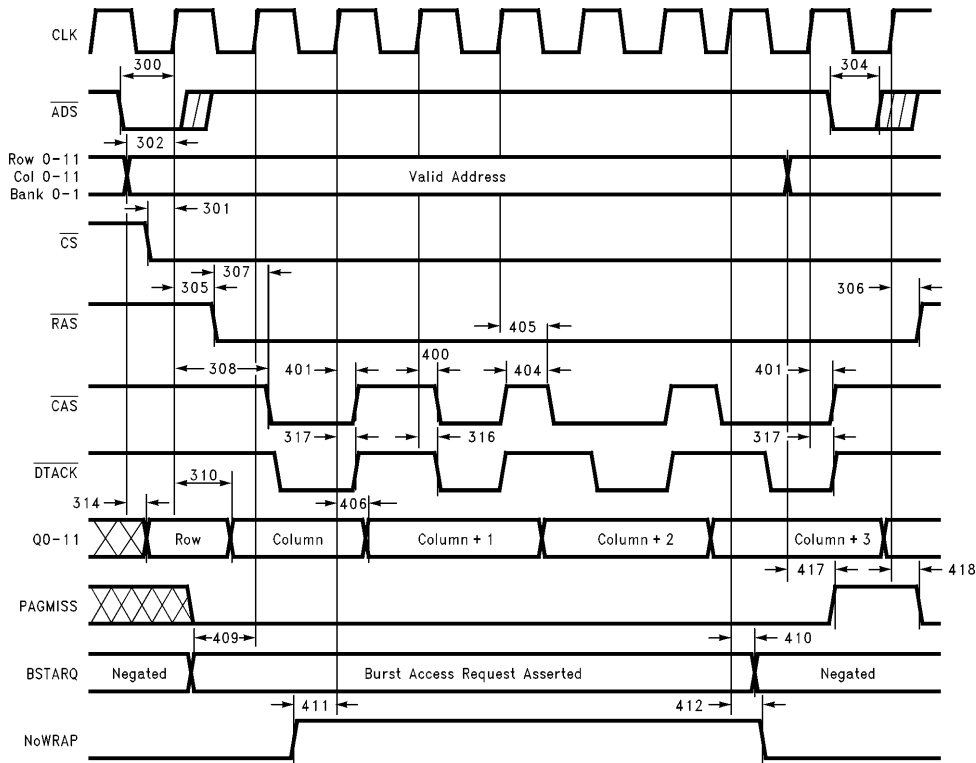 CLK
300
304
ADS
302
Row 0-11
Col 0-11
Bank 0-1
Valid Address
301
CS
307
305
306
RAS
405
400
308
401
404
401
CAS
317
316
317
DTACK
310
314
406
Q0-11
Row
Column
Column + 1
Column + 2
Column + 3
417
418
PAGMISS
409
410
BSTARQ
Negated
Burst Access Request Asserted
Negated
411
412
NoWRAP